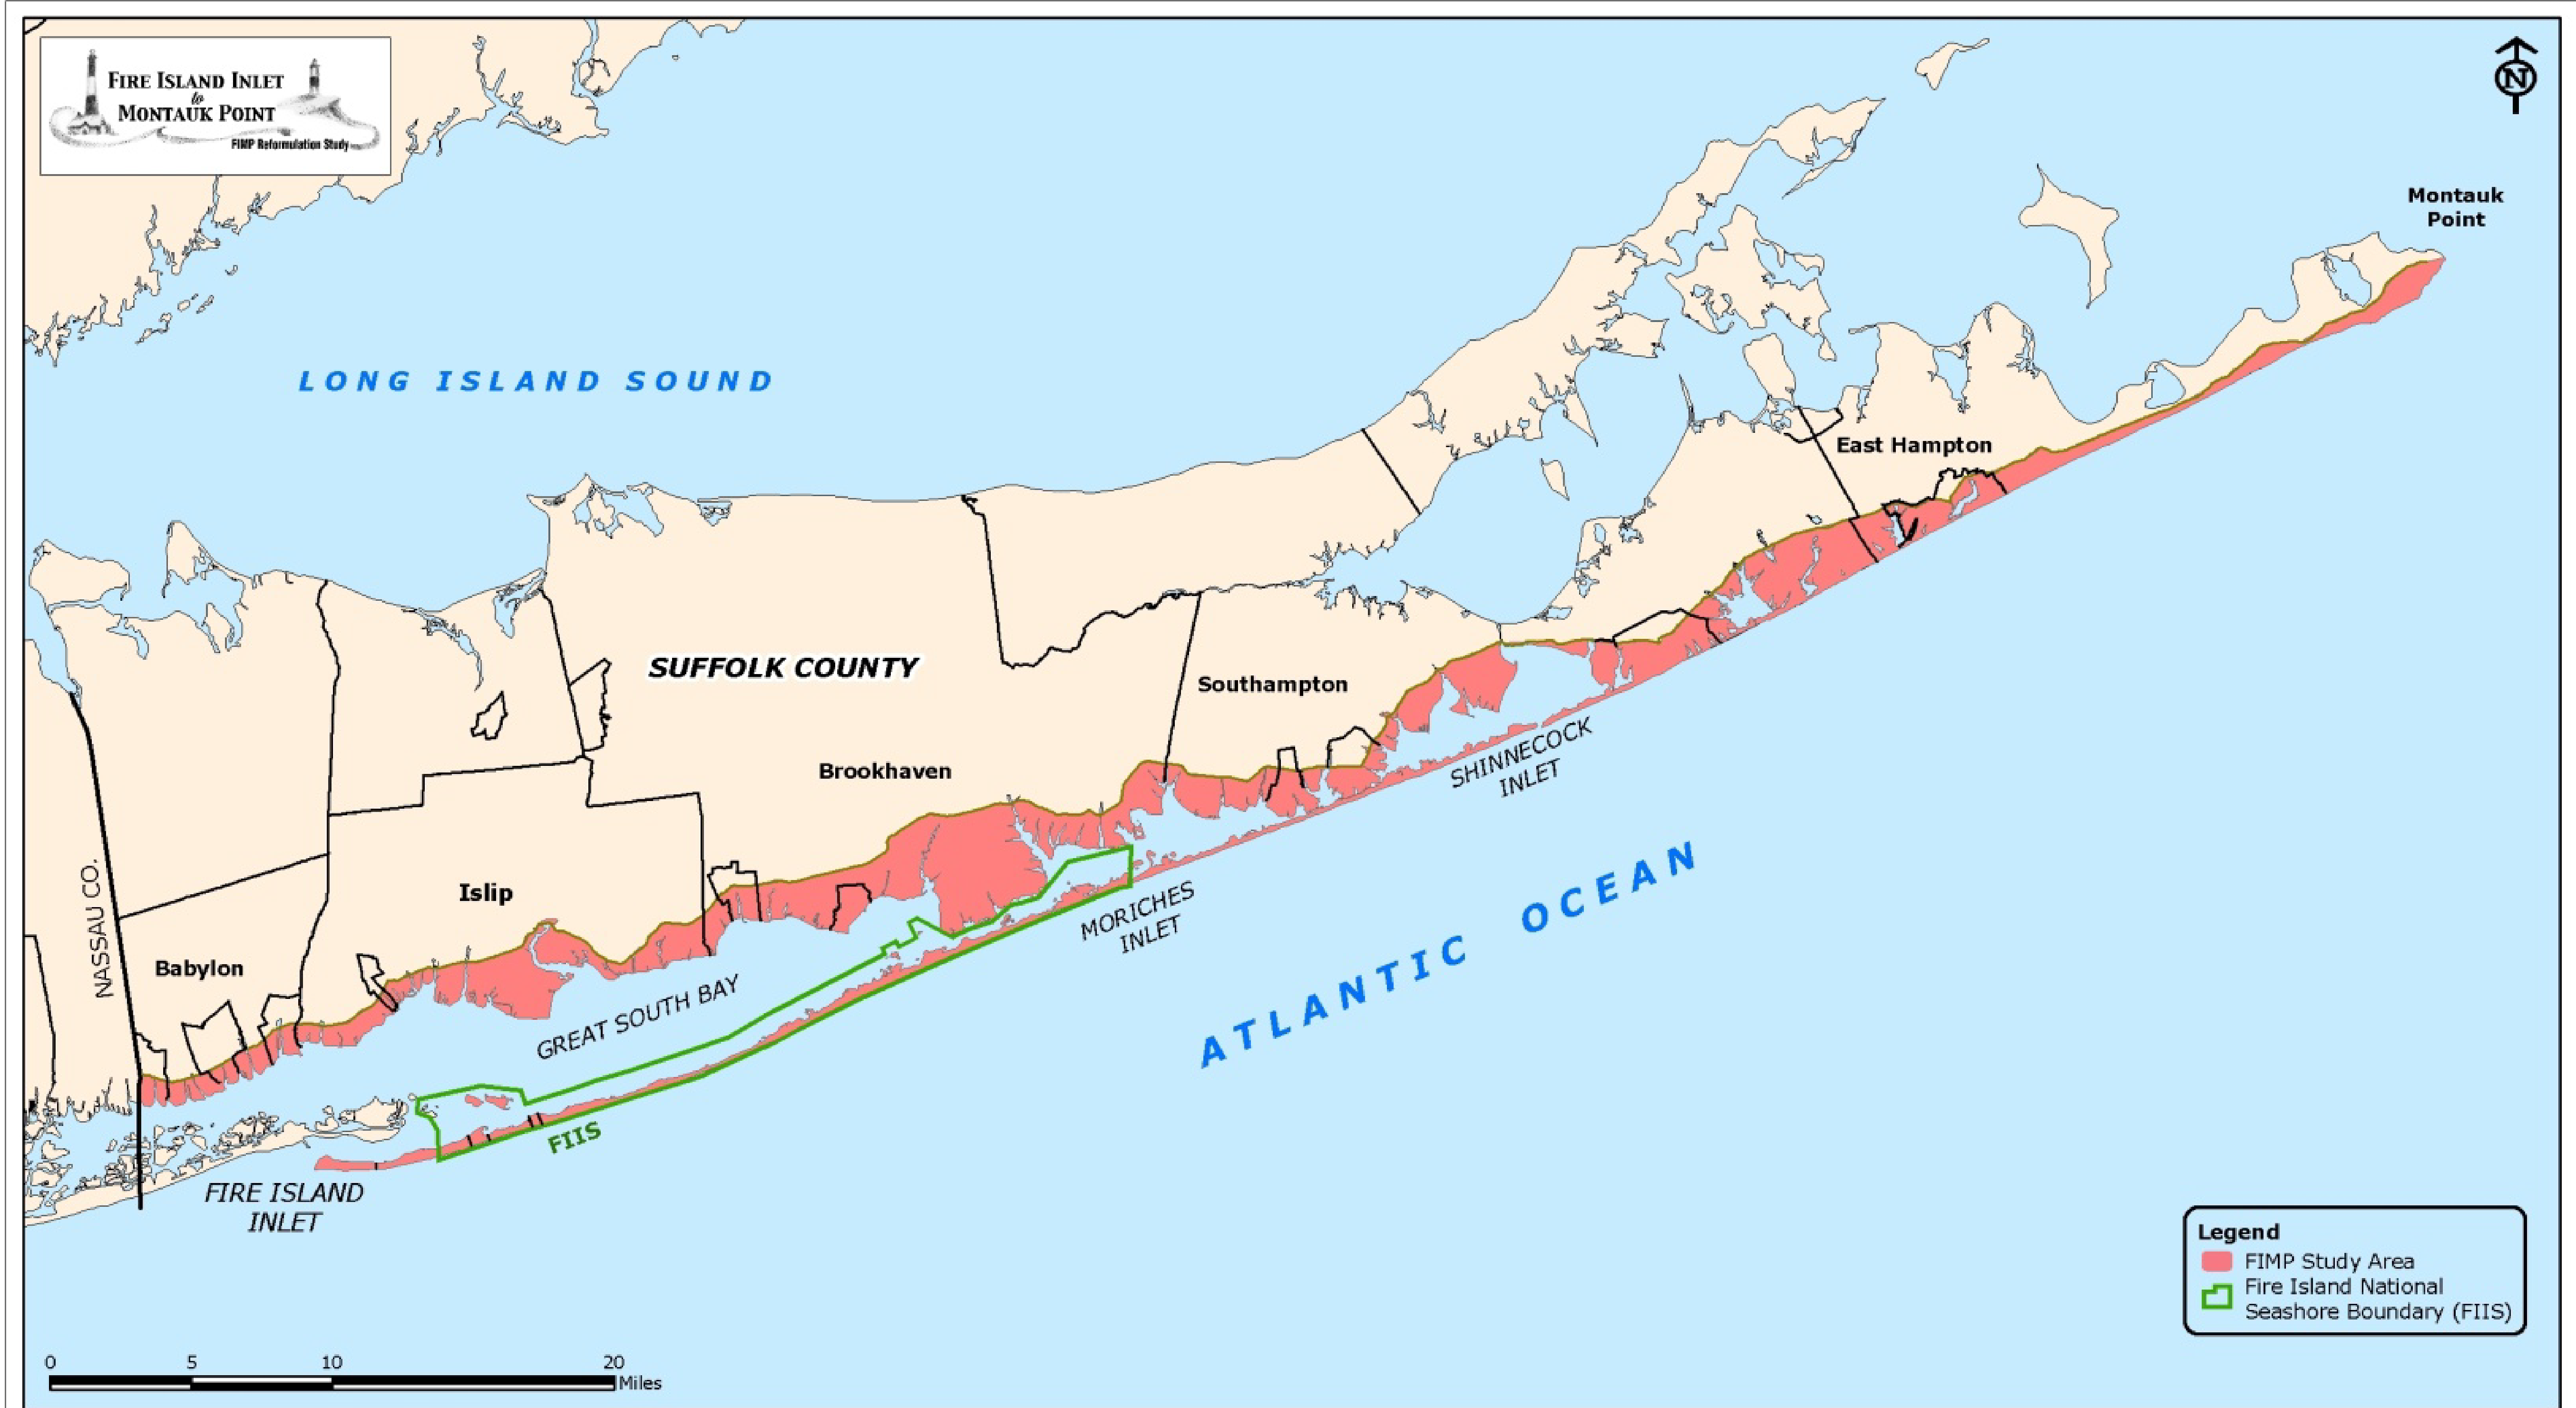 FIRE ISLAND INLET
to
MONTAUK POINT
FIMP Reformulation Study
N
Montauk
Point
LONG ISLAND SOUND
East Hampton
SUFFOLK COUNTY
Southampton
Brookhaven
SHINNECOCK
INLET
Islip
NASSAU CO.
MORICHES
INLET
ATLANTIC OCEAN
Babylon
GREAT SOUTH BAY
FIIS
FIRE ISLAND
INLET
Legend
FIMP Study Area
Fire Island National
Seashore Boundary (FIIS)
0 5 10 20
Miles